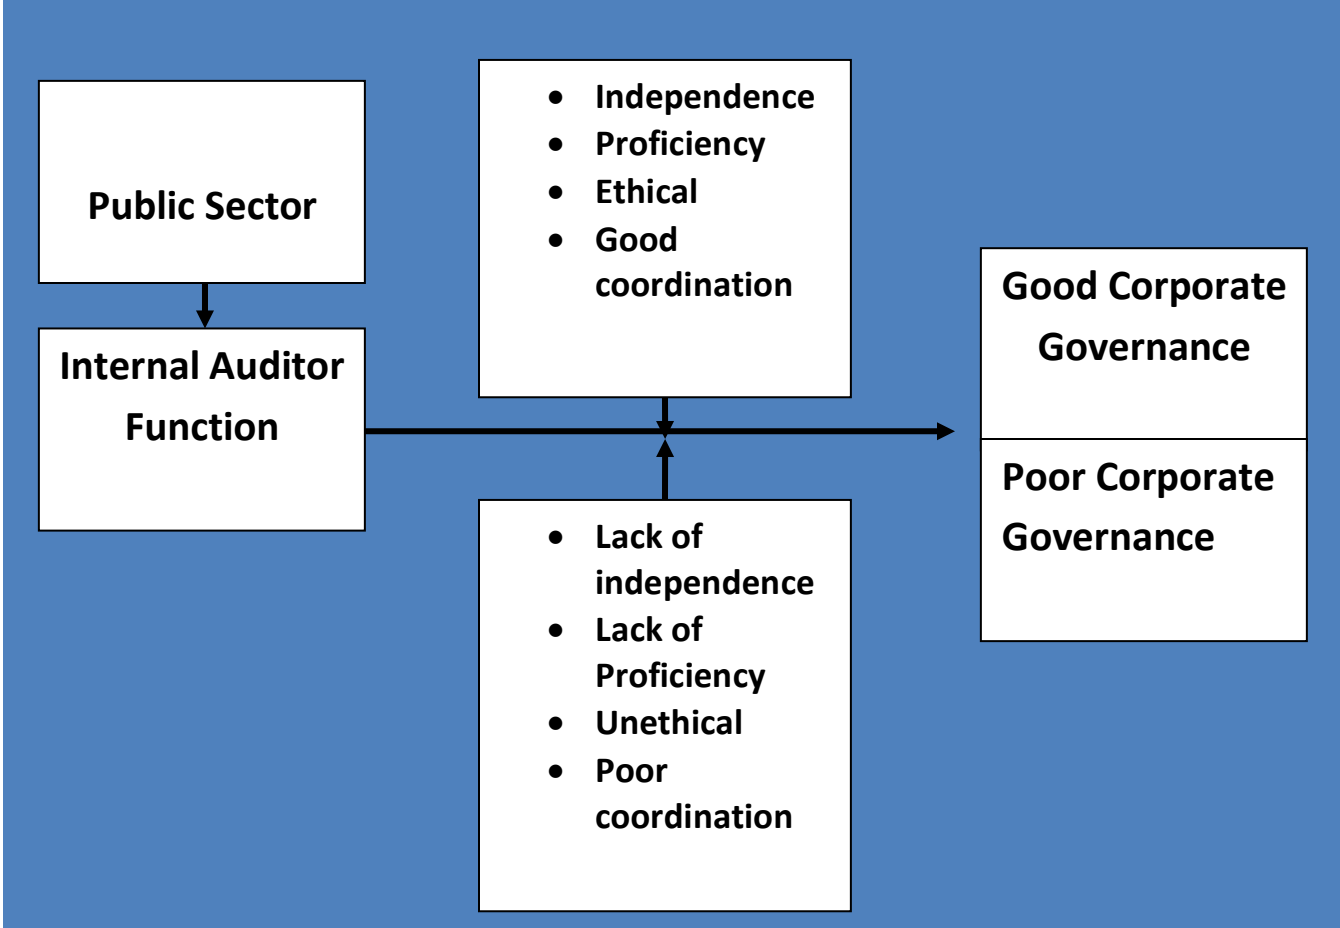 Public Sector
Internal Auditor
Function
• Independence
• Proficiency
• Ethical
• Good
coordination
• Lack of
independence
• Lack of
Proficiency
• Unethical
• Poor
coordination
Good Corporate
Governance
Poor Corporate
Governance